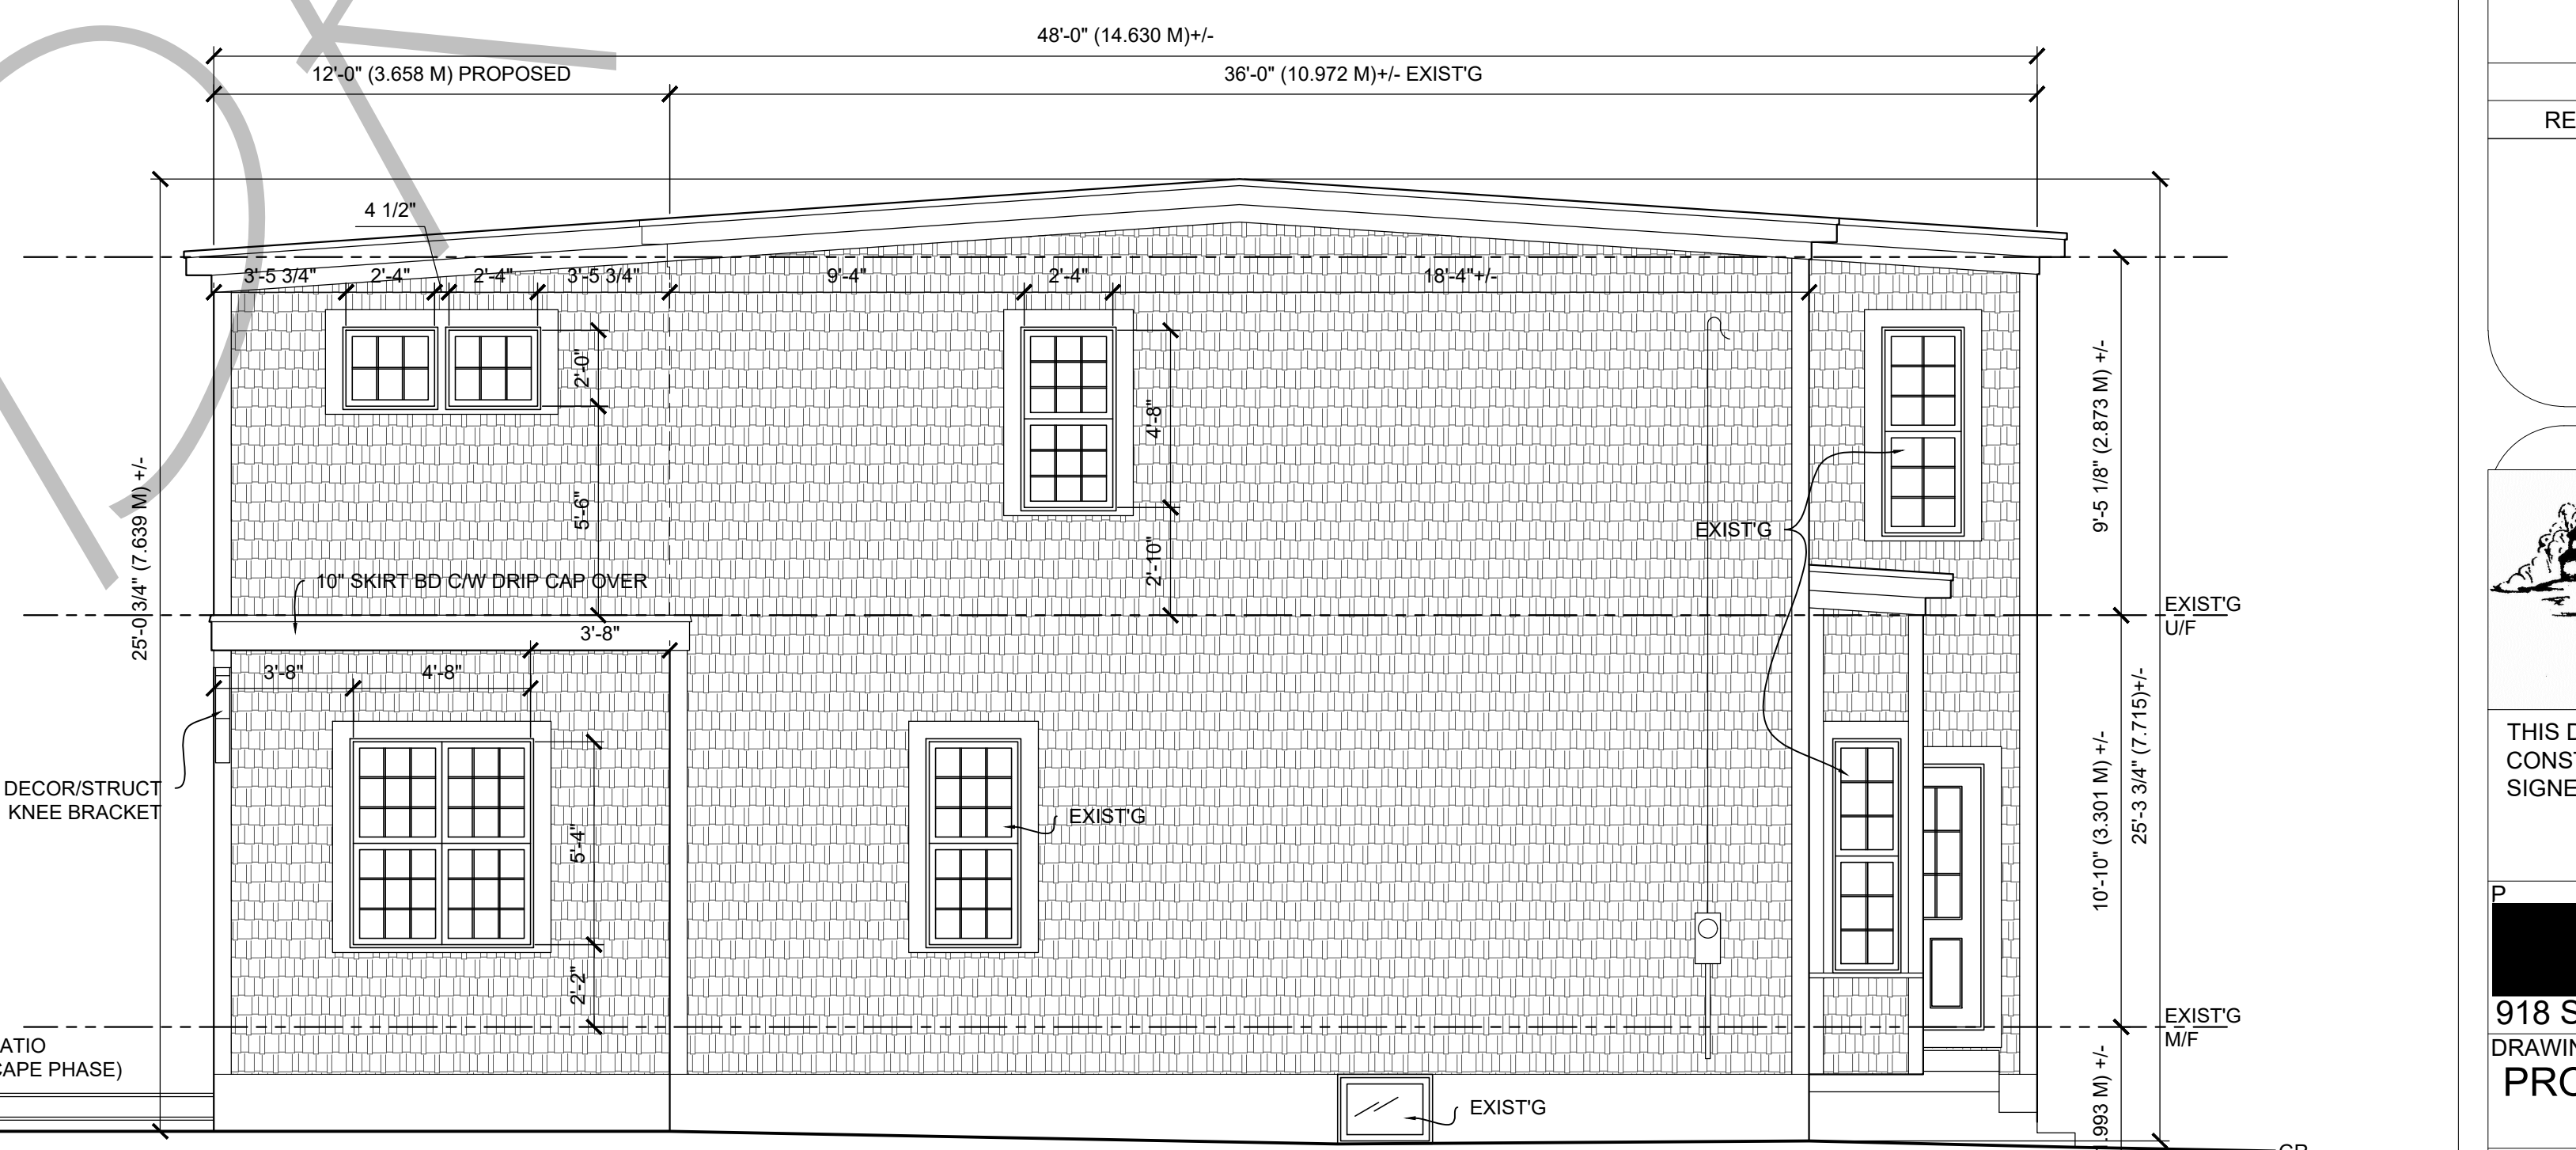 48'-0" (14.630 M)+/-
12'-0" (3.658 M) PROPOSED
36'-0" (10.972 M)+/- EXIST'G
RE
4 1/2"
3'-5 3/4"
2'-4"
2'-4"
3'-5 3/4"
9'-4"
2'-4"
18'-4"+/-
2'-0"
4'-8"
9'-5 1/8" (2.873 M) +/-
5'-6"
EXIST'G
25'-0 3/4" (7.639 M) +/-
2'-10"
10" SKIRT BD C/W DRIP CAP OVER
EXIST'G
U/F
3'-8"
3'-8"
4'-8"
THIS D
CONST
SIGNE
DECOR/STRUCT
KNEE BRACKET
5'-4"
EXIST'G
10'-10" (3.301 M) +/-
25'-3 3/4" (7.715)+/-
P
2'-2"
918 S
EXIST'G
M/F
ATIO
CAPE PHASE)
DRAWIN
PRO
EXIST'G
.993 M) +/-